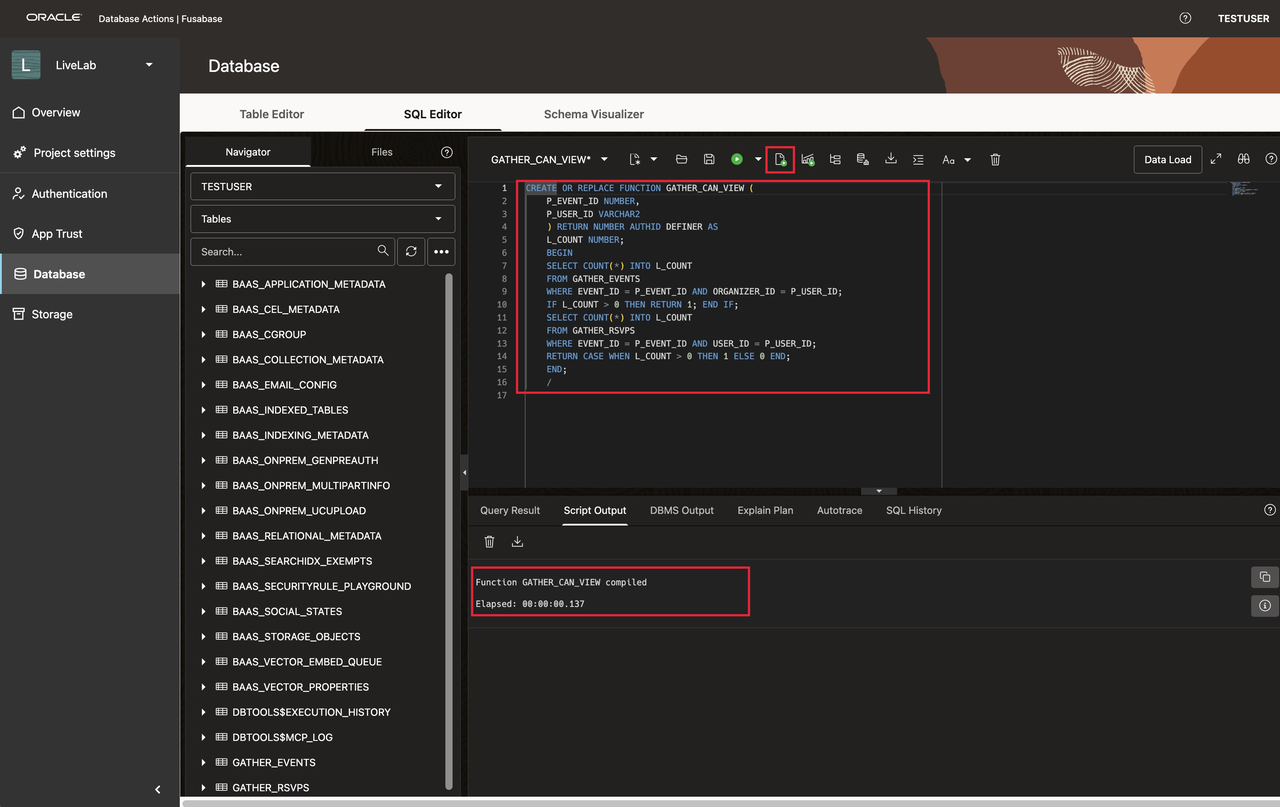 ORACLE Database Actions | Fusabase TESTUSER
L LiveLab
Database
Overview
Project settings
Authentication
App Trust
Database
Storage
Table Editor SQL Editor Schema Visualizer
Navigator Files
TESTUSER
Tables
Search...
BAAS_APPLICATION_METADATA
BAAS_CEL_METADATA
BAAS_CGROUP
BAAS_COLLECTION_METADATA
BAAS_EMAIL_CONFIG
BAAS_INDEXED_TABLES
BAAS_INDEXING_METADATA
BAAS_ONPREM_GENPREAUTH
BAAS_ONPREM_MULTIPARTINFO
BAAS_ONPREM_UCUPLOAD
BAAS_RELATIONAL_METADATA
BAAS_SEARCHIDX_EXEMPTS
BAAS_SECURITYRULE_PLAYGROUND
BAAS_SOCIAL_STATES
BAAS_STORAGE_OBJECTS
BAAS_VECTOR_EMBED_QUEUE
BAAS_VECTOR_PROPERTIES
DBTOOLS$EXECUTION_HISTORY
DBTOOLS$MCP_LOG
GATHER_EVENTS
GATHER_RSVPS
GATHER_CAN_VIEW* Aa Data Load
1 CREATE OR REPLACE FUNCTION GATHER_CAN_VIEW (
2 P_EVENT_ID NUMBER,
3 P_USER_ID VARCHAR2
4 ) RETURN NUMBER AUTHID DEFINER AS
5 L_COUNT NUMBER;
6 BEGIN
7 SELECT COUNT(*) INTO L_COUNT
8 FROM GATHER_EVENTS
9 WHERE EVENT_ID = P_EVENT_ID AND ORGANIZER_ID = P_USER_ID;
10 IF L_COUNT > 0 THEN RETURN 1; END IF;
11 SELECT COUNT(*) INTO L_COUNT
12 FROM GATHER_RSVPS
13 WHERE EVENT_ID = P_EVENT_ID AND USER_ID = P_USER_ID;
14 RETURN CASE WHEN L_COUNT > 0 THEN 1 ELSE 0 END;
15 END;
16 /
17
Query Result Script Output DBMS Output Explain Plan Autotrace SQL History
Function GATHER_CAN_VIEW compiled
Elapsed: 00:00:00.137